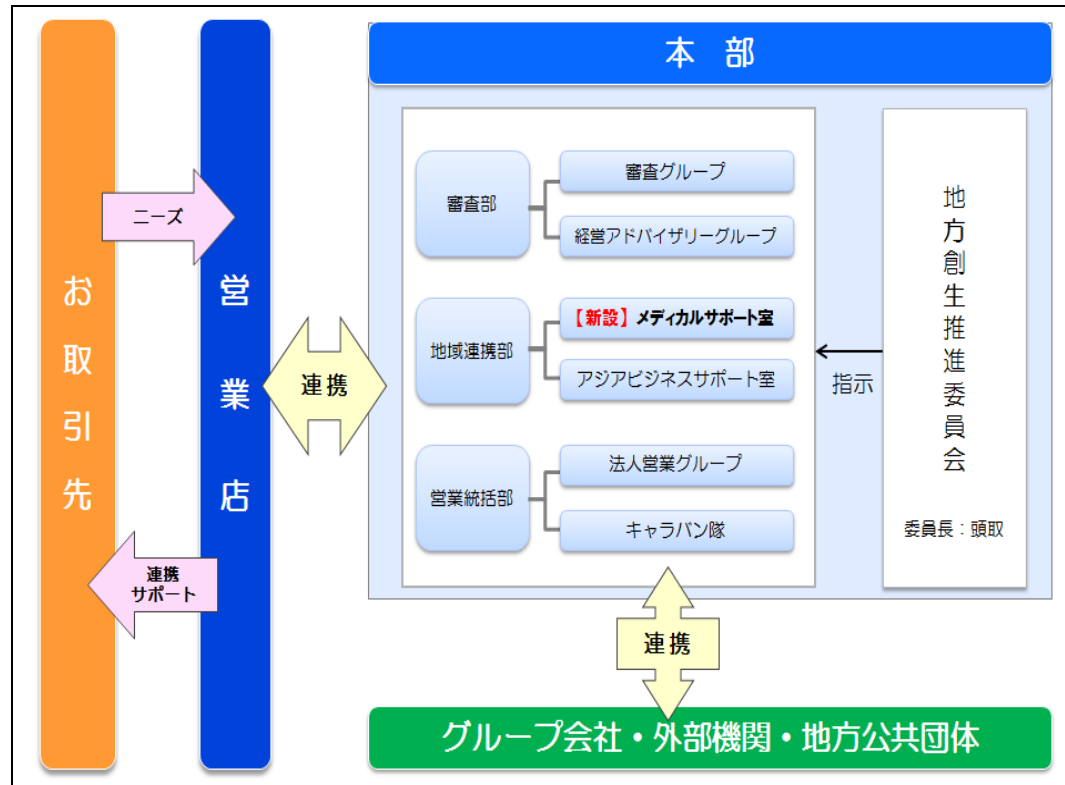 お取引先
営業店
ニーズ
連携
サポート
連携
本 部
審査部
審査グループ
経営アドバイザリーグループ
地域連携部
【新設】メディカルサポート室
アジアビジネスサポート室
営業統括部
法人営業グループ
キャラバン隊
指示
地方創生推進委員会
委員長:頭取
連携
グループ会社・外部機関・地方公共団体